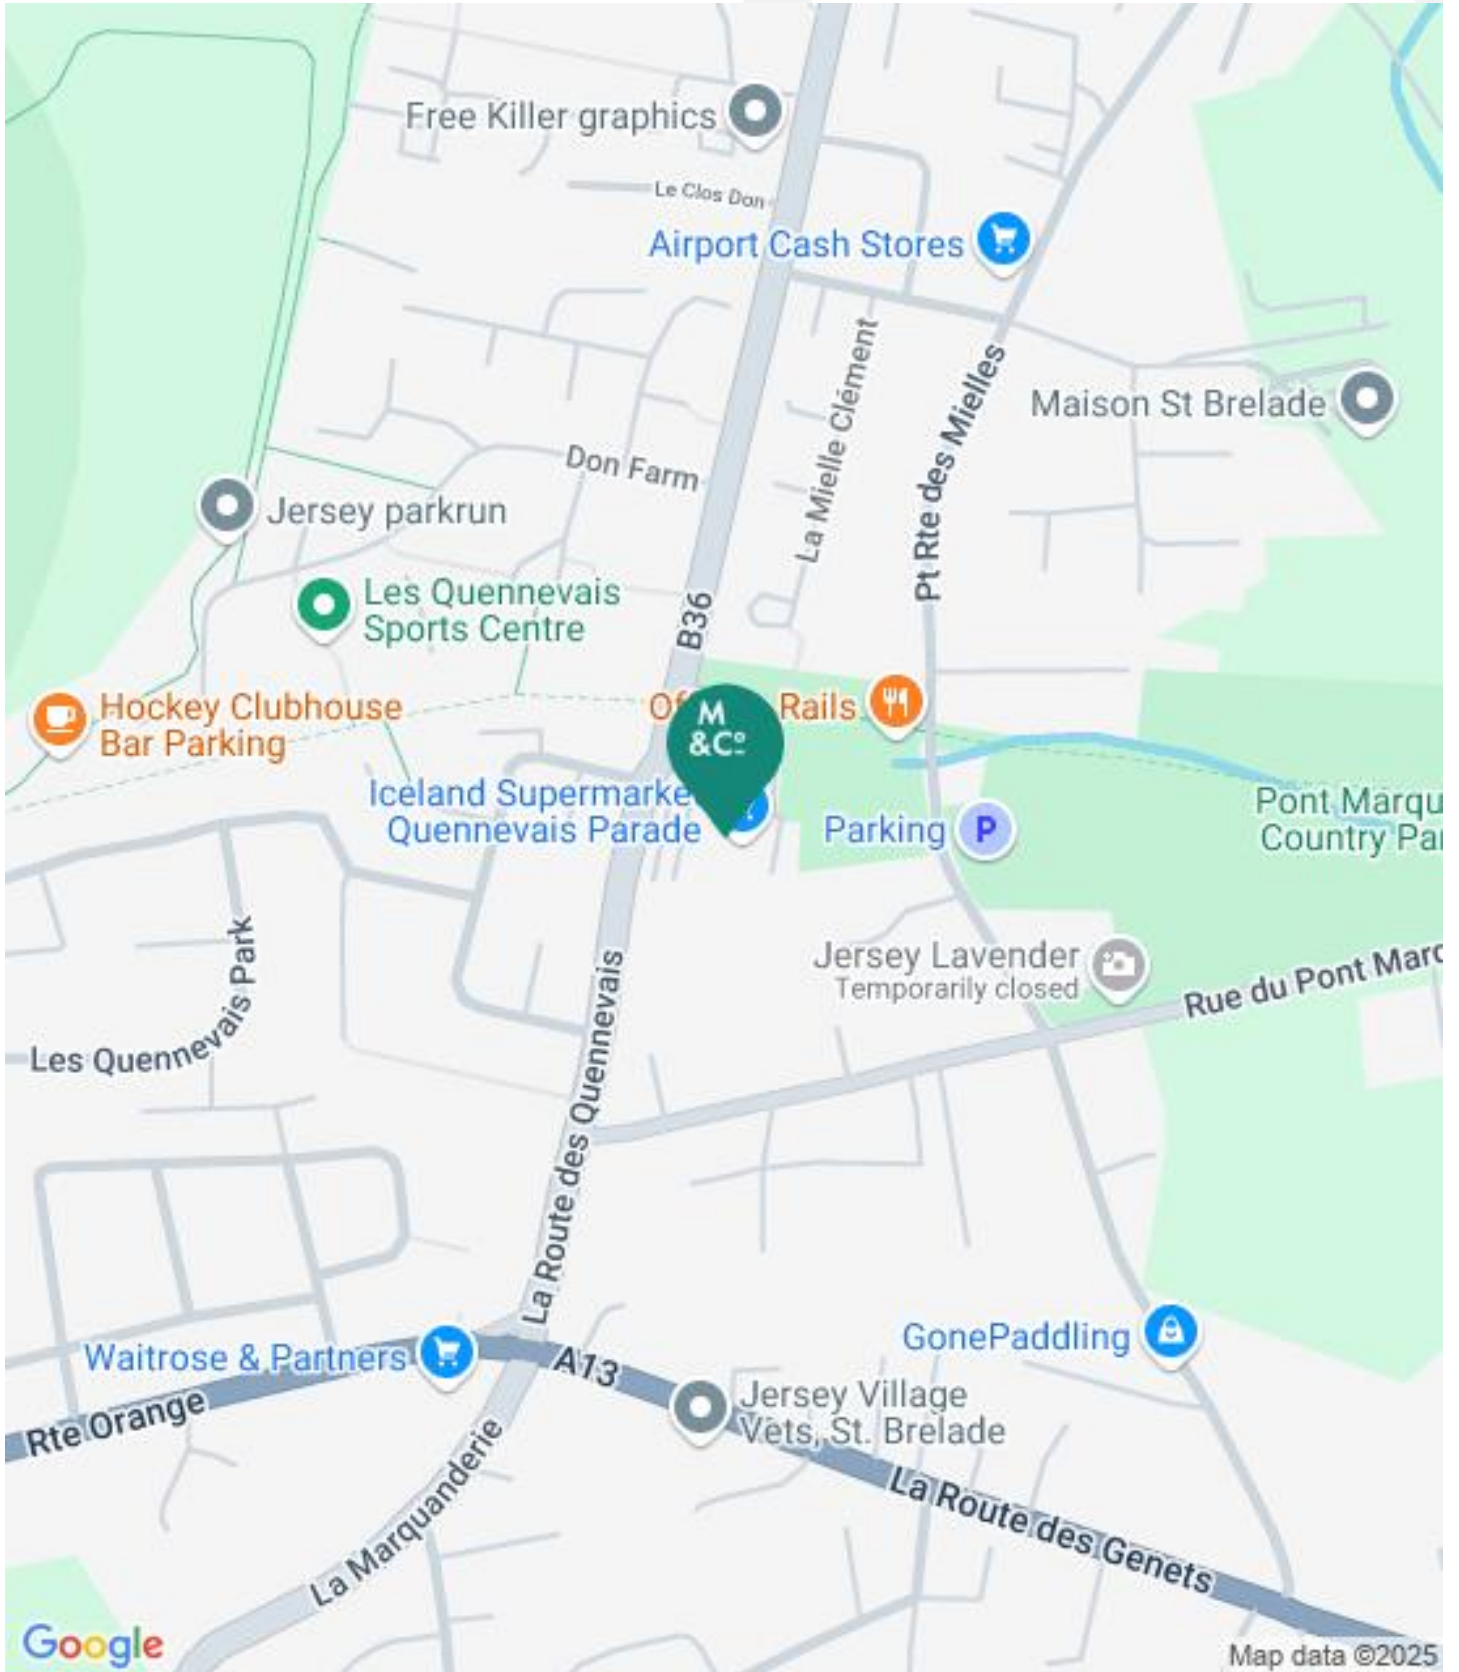 Free Killer graphics
Le Clos Don
Airport Cash Stores
La Mielle Clément
Pt Rte des Mielles
Maison St Brelade
Don Farm
Jersey parkrun
Les Quennevais
Sports Centre
B36
Hockey Clubhouse
Bar Parking
Of
Rails
M
&Cº
Iceland Supermarke
Quennevais Parade
Parking
P
Pont Marqu
Country Par
Les Quennevais Park
Jersey Lavender
Temporarily closed
Rue du Pont Marq
La Route des Quennevais
Waitrose & Partners
A13
GonePaddling
Jersey Village
Vets, St. Brelade
Rte Orange
La Marquanderie
La Route des Genets
Google
Map data ©2025